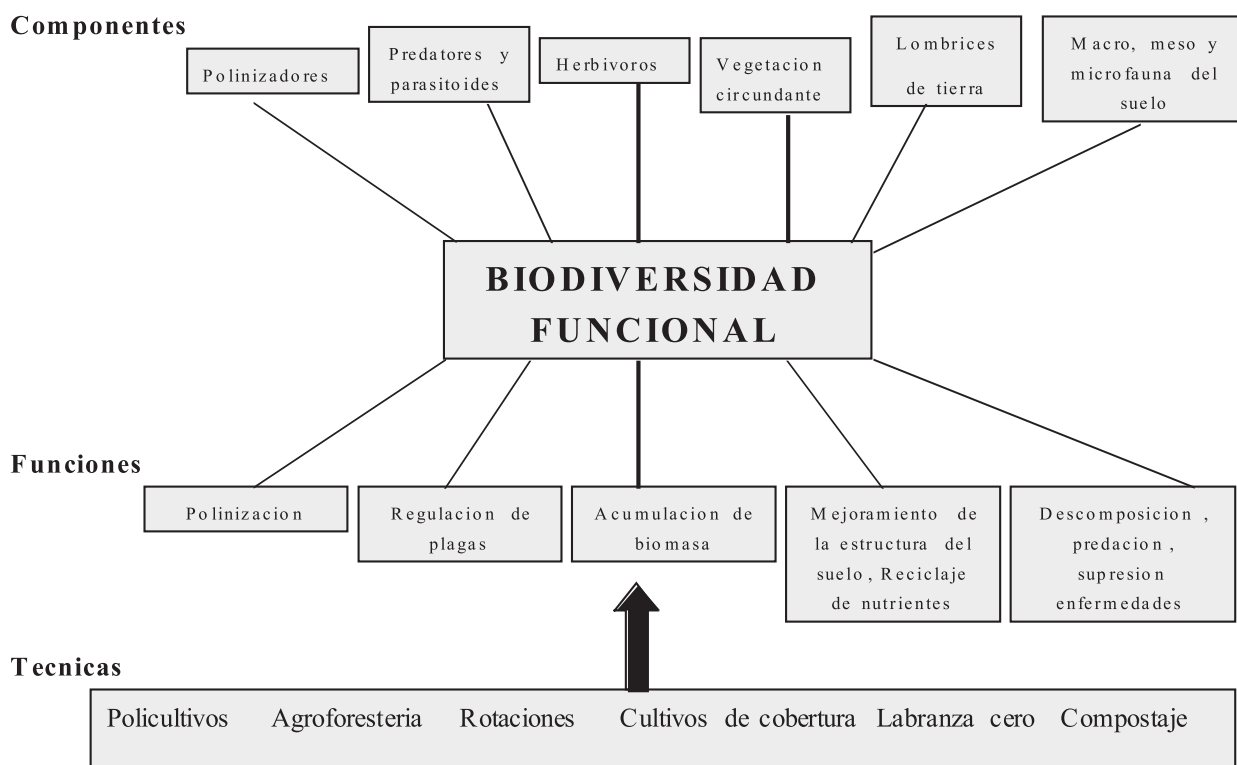 Componentes
Polinizadores
Predatores y
parasitoides
Herbivoros
Vegetacion
circundante
Lombrices
de tierra
Macro, meso y
microfauna del
suelo
BIODIVERSIDAD
FUNCIONAL
Funciones
Polinizacion
Regulacion de
plagas
Acumulacion de
biomasa
Mejoramiento de
la estructura del
suelo, Reciclaje
de nutrientes
Descomposicion,
predacion,
supresion
enfermedades
Tecnicas
Policultivos Agroforesteria Rotaciones Cultivos de cobertura Labranza cero Compostaje